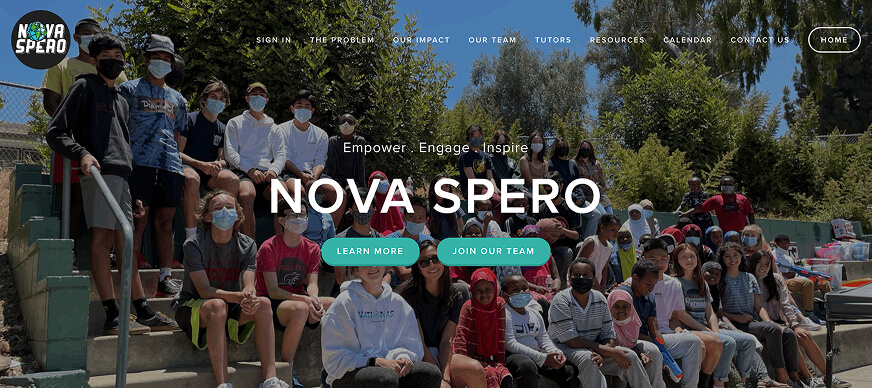 NOVA
SPERO
SIGN IN THE PROBLEM OUR IMPACT OUR TEAM TUTORS RESOURCES CALENDAR CONTACT US HOME
Empower . Engage . Inspire
NOVA SPERO
LEARN MORE JOIN OUR TEAM